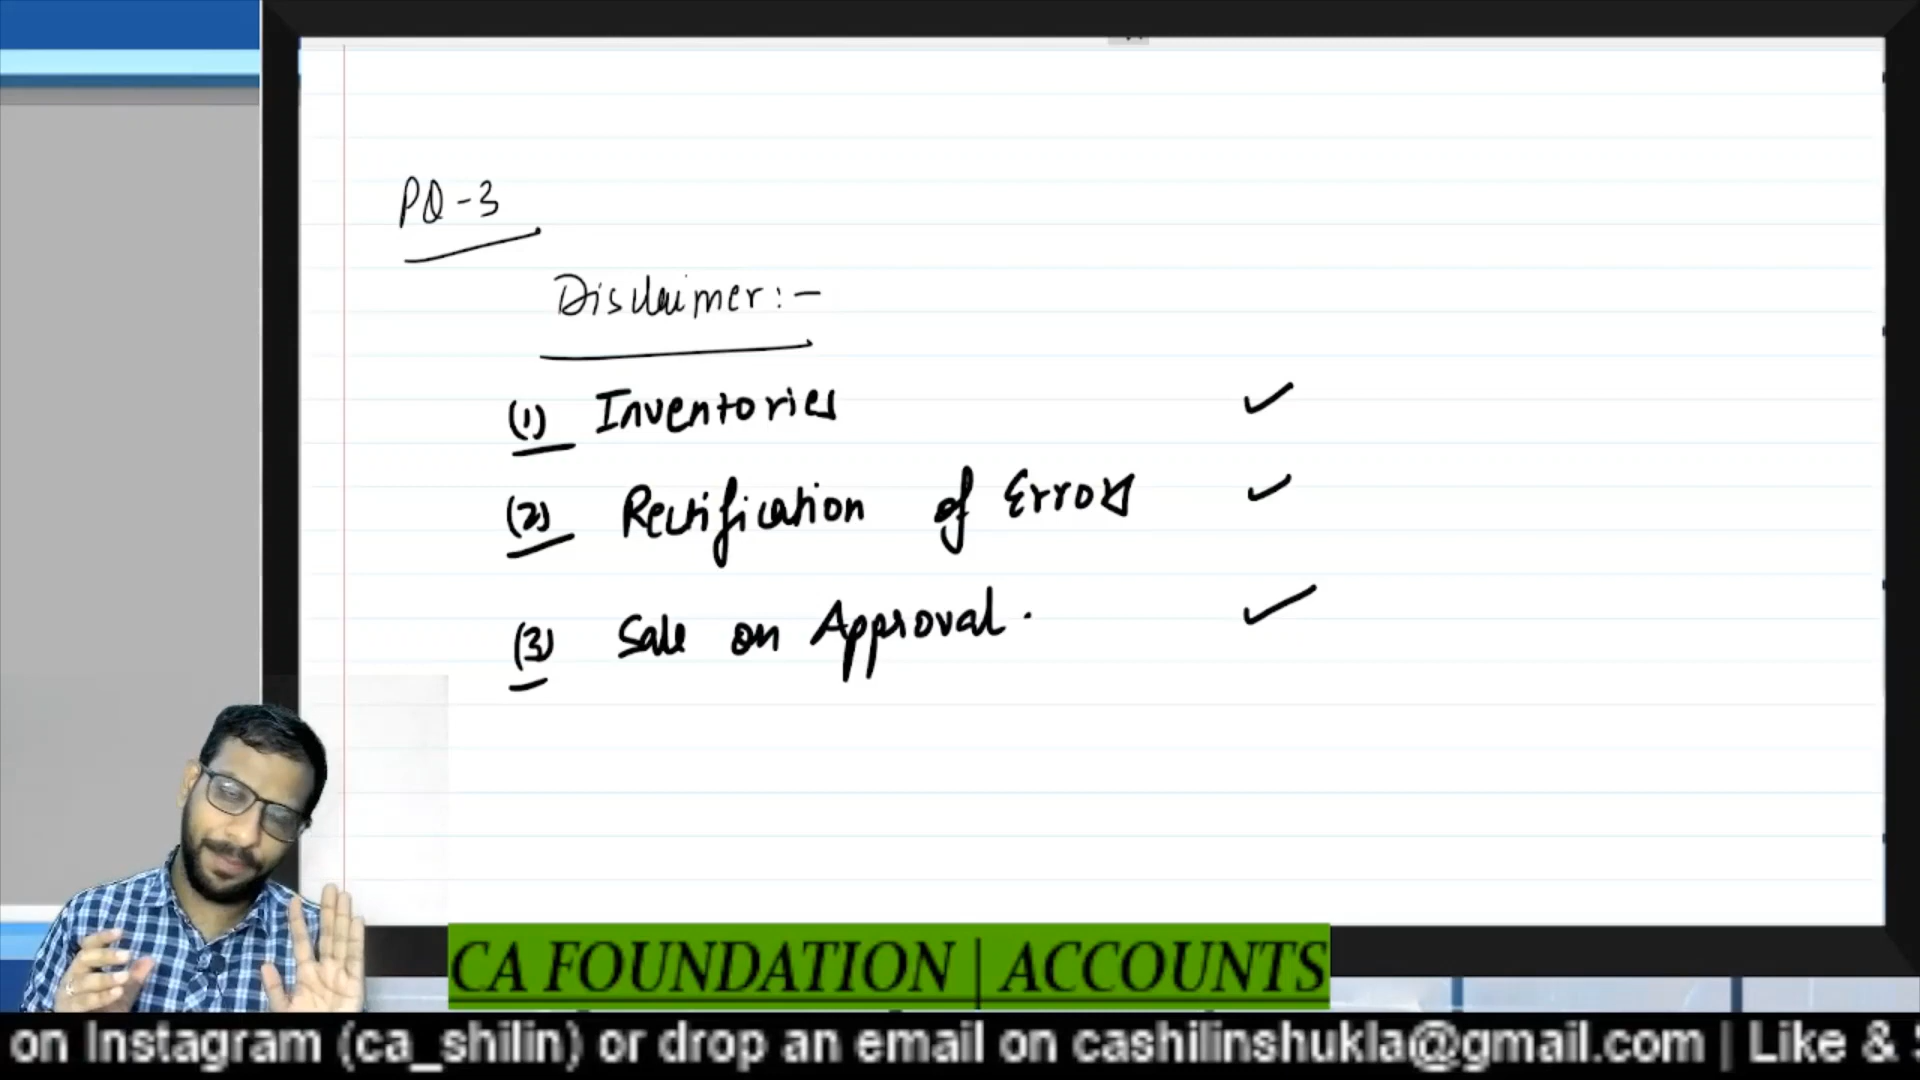 PQ-3
Disclaimer:-
(1) Inventories
(2) Rectification of Errors
(3) Sale on Approval.
CA FOUNDATION | ACCOUNTS
on Instagram (ca_shilin) or drop an email on cashilinshukla@gmail.com | Like &